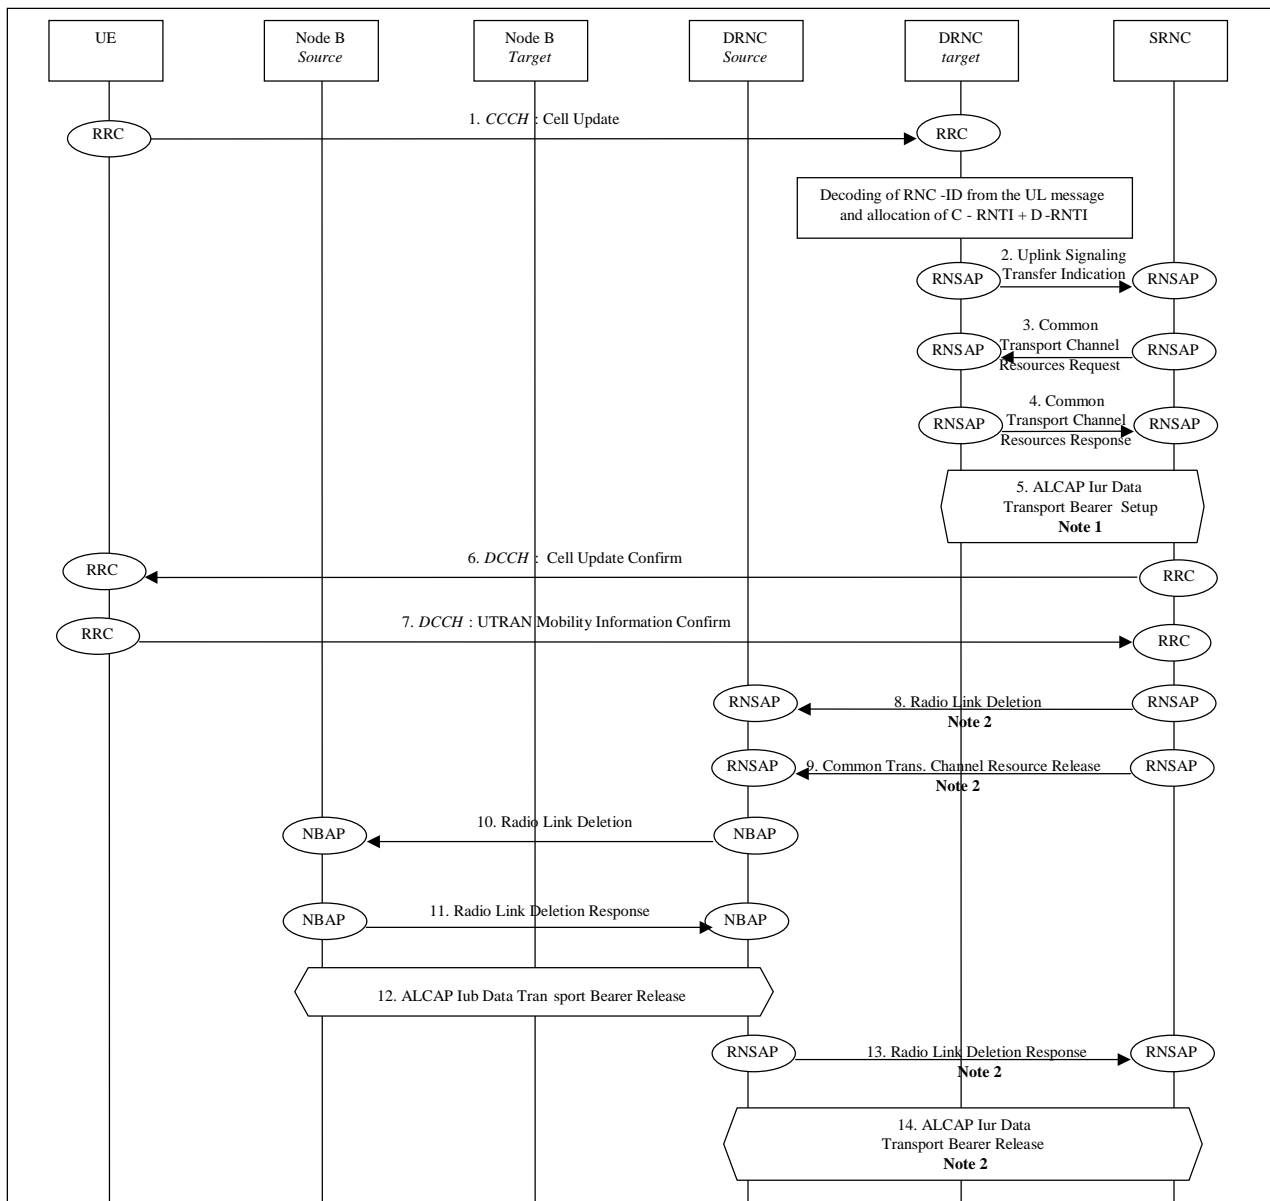 UE
Node B
Source
Node B
Target
DRNC
Source
DRNC
target
SRNC
1. CCCH : Cell Update
RRC
RRC
Decoding of RNC -ID from the UL message
and allocation of C - RNTI + D -RNTI
2. Uplink Signaling
Transfer Indication
RNSAP
RNSAP
3. Common
Transport Channel
Resources Request
RNSAP
RNSAP
4. Common
Transport Channel
Resources Response
RNSAP
RNSAP
5. ALCAP Iur Data
Transport Bearer Setup
Note 1
6. DCCH : Cell Update Confirm
RRC
RRC
7. DCCH : UTRAN Mobility Information Confirm
RRC
RRC
RNSAP
8. Radio Link Deletion
Note 2
RNSAP
RNSAP
9. Common Trans. Channel Resource Release
Note 2
RNSAP
NBAP
10. Radio Link Deletion
NBAP
NBAP
11. Radio Link Deletion Response
NBAP
12. ALCAP Iub Data Tran sport Bearer Release
RNSAP
13. Radio Link Deletion Response
Note 2
RNSAP
14. ALCAP Iur Data
Transport Bearer Release
Note 2